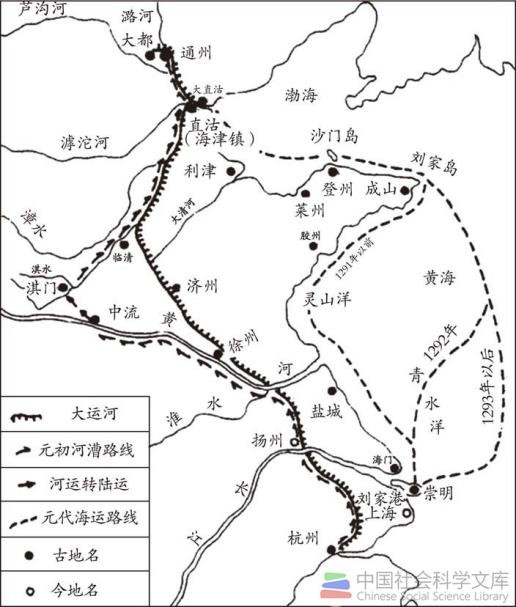 芦沟河
潞河
大都
通州
大直沽
渤海
直沽
(海津镇)
滹沱河
沙门岛
刘家岛
利津
登州
成山
莱州
大清河
胶州
漳水
临清
1291年以前
黄海
淇水
淇门
济州
灵山洋
中流
黄
河
徐州
1292年
青
水
洋
1293年以后
盐城
淮水
扬州
海门
崇明
刘家港
上海
江水
杭州
大运河
元初河漕路线
河运转陆运
元代海运路线
古地名
今地名
中国社会科学文库
Chinese Social Science Library